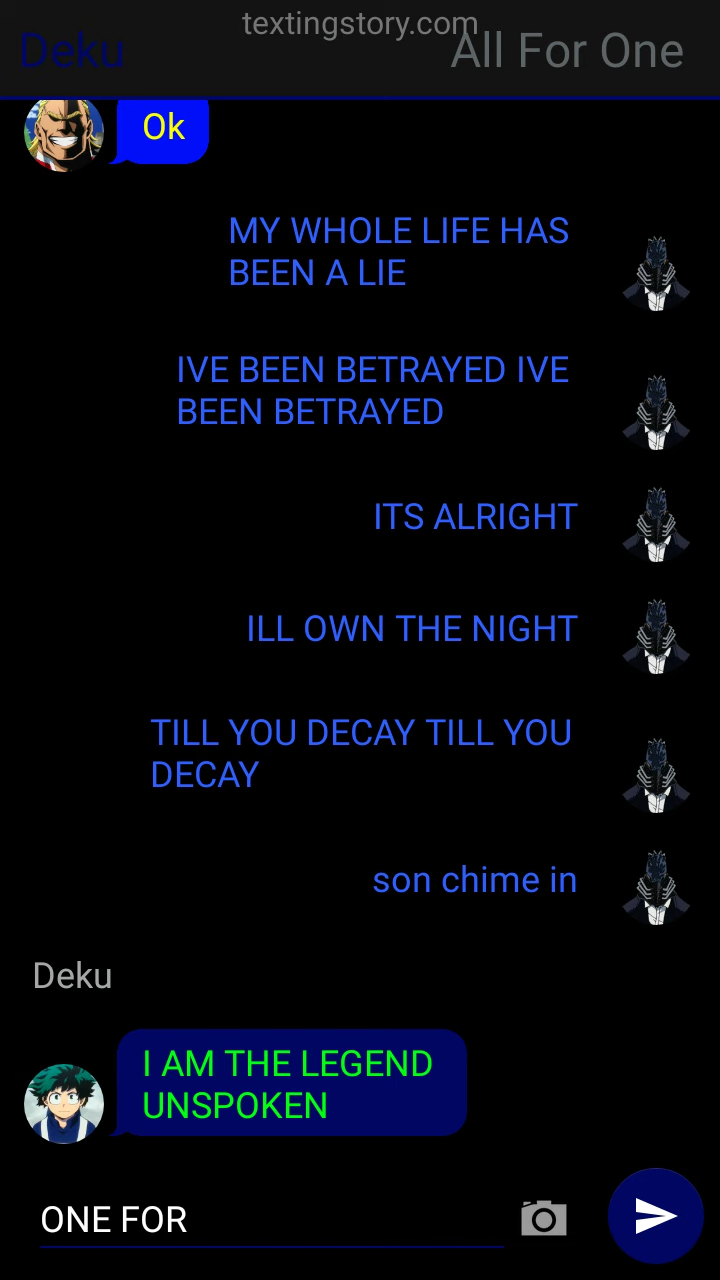 textingstory.com
Deku
All For One
Ok
MY WHOLE LIFE HAS
BEEN A LIE
IVE BEEN BETRAYED IVE
BEEN BETRAYED
ITS ALRIGHT
ILL OWN THE NIGHT
TILL YOU DECAY TILL YOU
DECAY
son chime in
Deku
I AM THE LEGEND
UNSPOKEN
ONE FOR